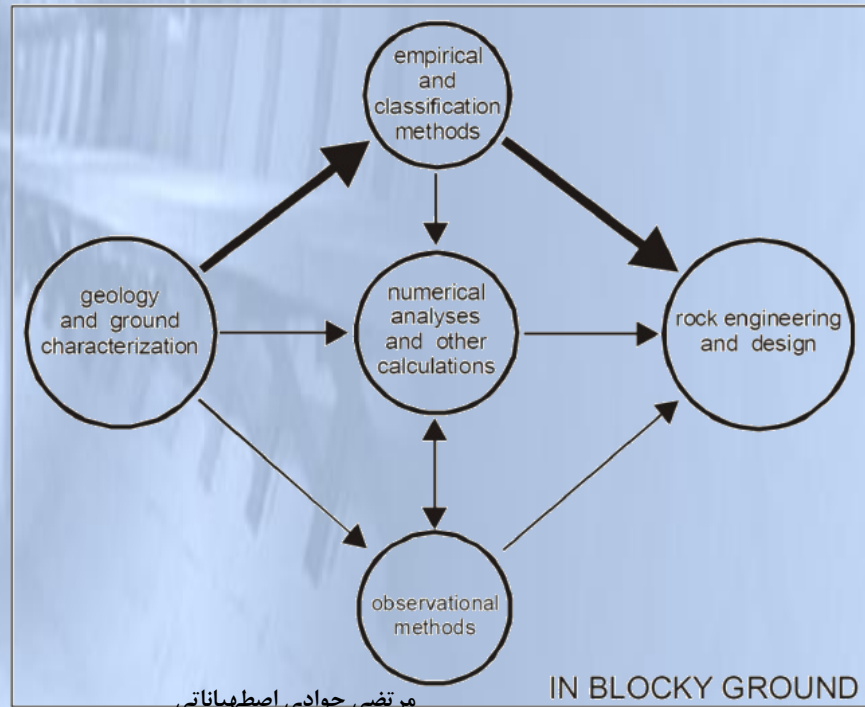 empirical
and
classification
methods
geology
and ground
characterization
numerical
analyses
and other
calculations
rock engineering
and design
observational
methods
مرتضی جوادی اصطهباناتی
IN BLOCKY GROUND